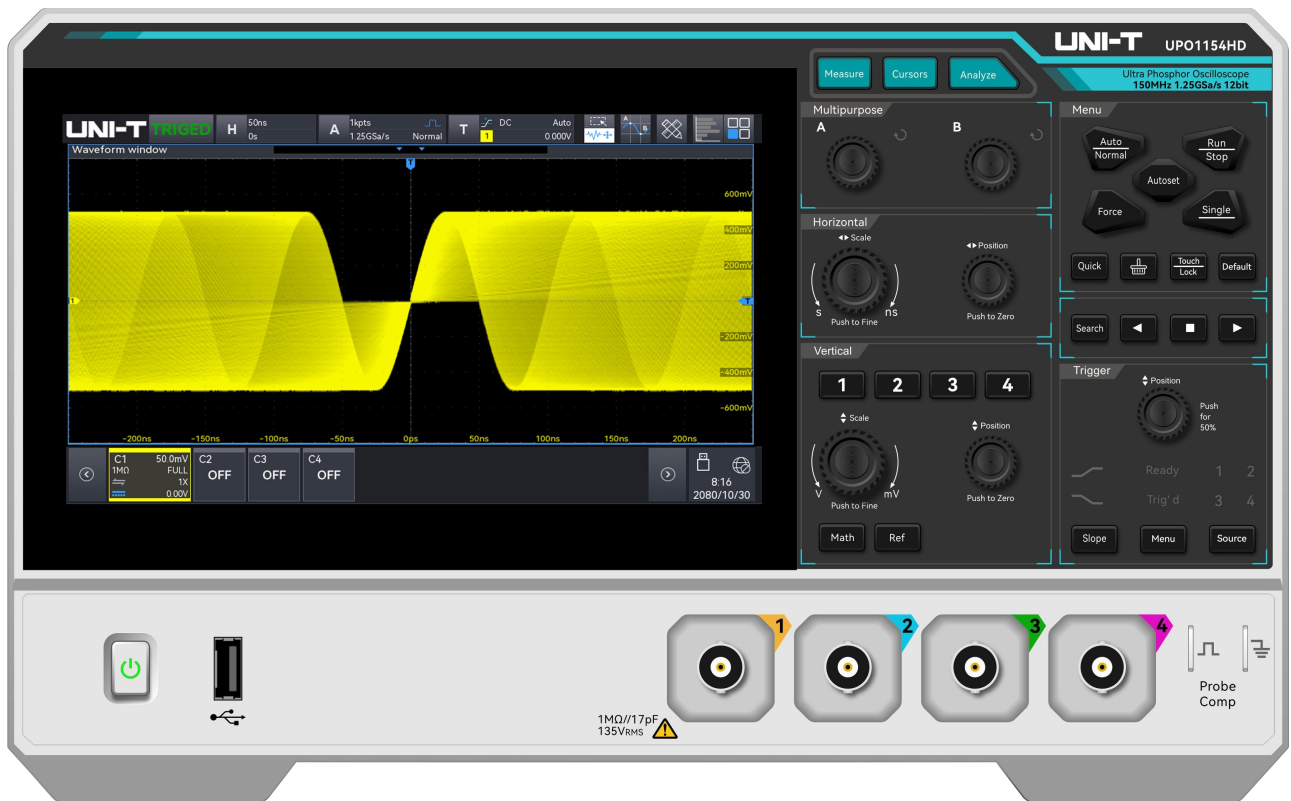 UNI-T UPO1154HD
Ultra Phosphor Oscilloscope
150MHz 1.25GSa/s 12bit
Measure Cursors Analyze
UNI-T TRIGED H 50ns 0s A 1kpts 1.25GSa/s Normal T DC 1 Auto 0.000V
Waveform window
T
600mV
400mV
200mV
1 T
-200mV
-400mV
-600mV
-200ns -150ns -100ns -50ns 0ps 50ns 100ns 150ns 200ns
C1 50.0mV
1MΩ FULL
1X
0.00V
C2
OFF
C3
OFF
C4
OFF
8:16
2080/10/30
Multipurpose
A B
Horizontal
Scale Position
s ns
Push to Fine Push to Zero
Vertical
1 2 3 4
Scale Position
V mV
Push to Fine Push to Zero
Math Ref
Menu
Auto
Normal
Run
Stop
Autoset
Force Single
Quick Touch
Lock
Default
Search
Trigger
Position
Push
for
50%
Ready 1 2
Trig'd 3 4
Slope Menu Source
1 2 3 4
1MΩ//17pF
135VRMS
Probe
Comp